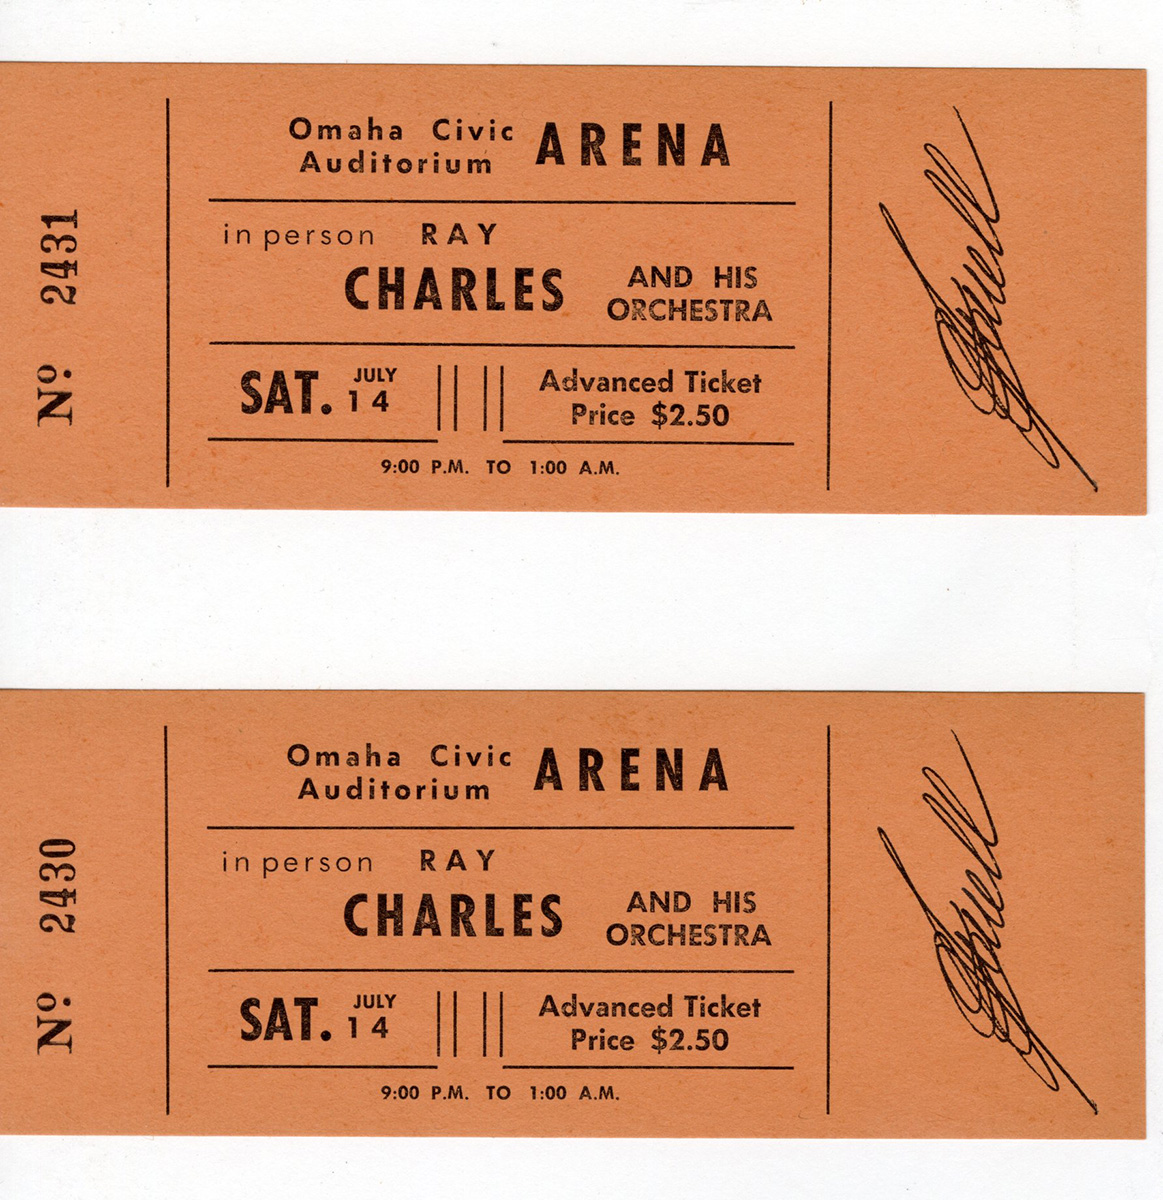 Nº. 2431
Omaha Civic Auditorium ARENA
in person RAY
CHARLES AND HIS ORCHESTRA
SAT. JULY 14
Advanced Ticket
Price $2.50
9:00 P.M. TO 1:00 A.M.
Nº. 2430
Omaha Civic Auditorium ARENA
in person RAY
CHARLES AND HIS ORCHESTRA
SAT. JULY 14
Advanced Ticket
Price $2.50
9:00 P.M. TO 1:00 A.M.